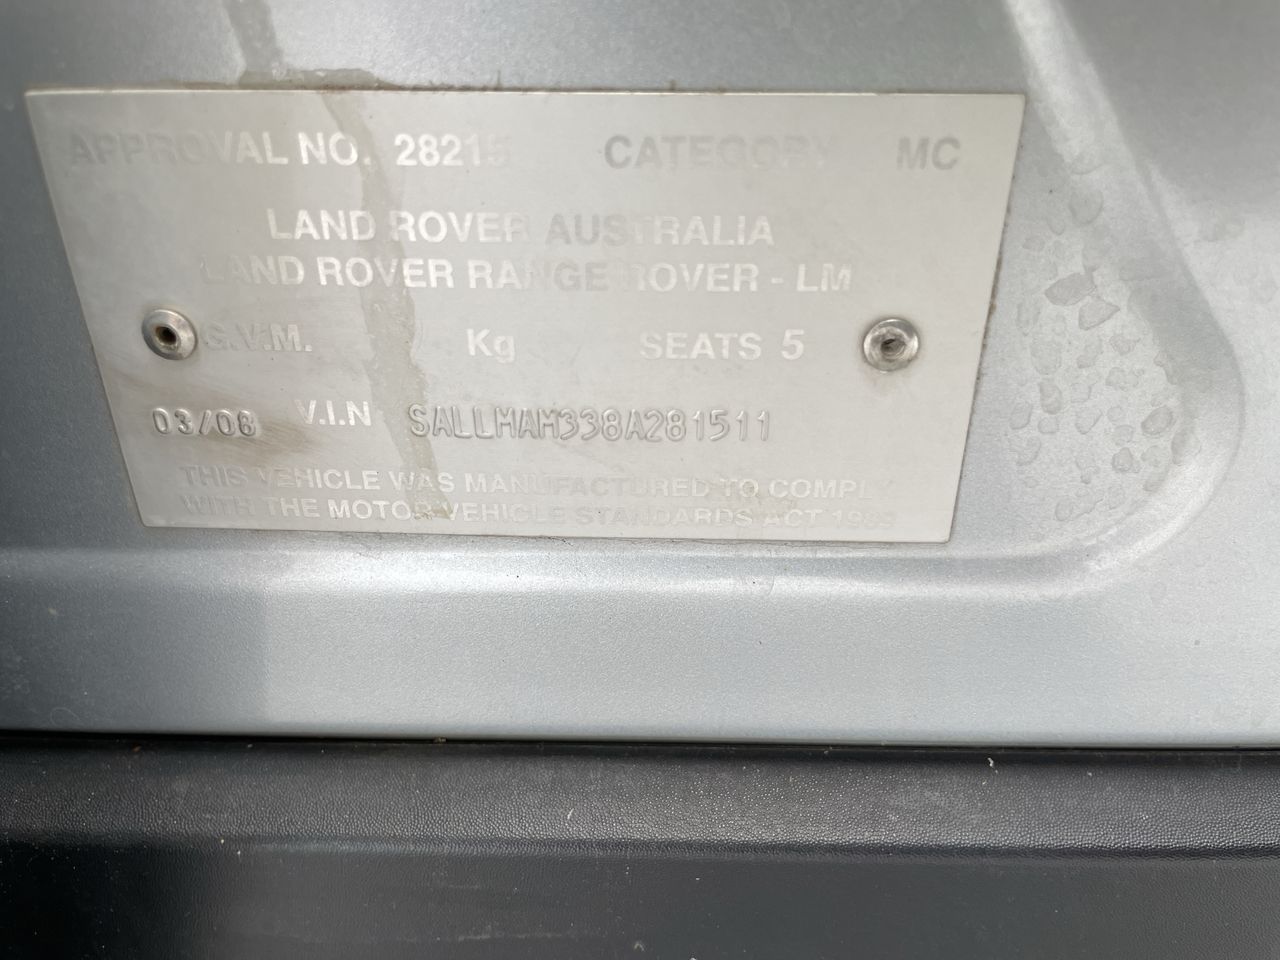 APPROVAL NO. 28215 CATEGORY MC
LAND ROVER AUSTRALIA
LAND ROVER RANGE ROVER - LM
G.V.M. Kg SEATS 5
03/08 V.I.N SALLMAM338A281511
THIS VEHICLE WAS MANUFACTURED TO COMPLY
WITH THE MOTOR VEHICLE STANDARDS ACT 1989